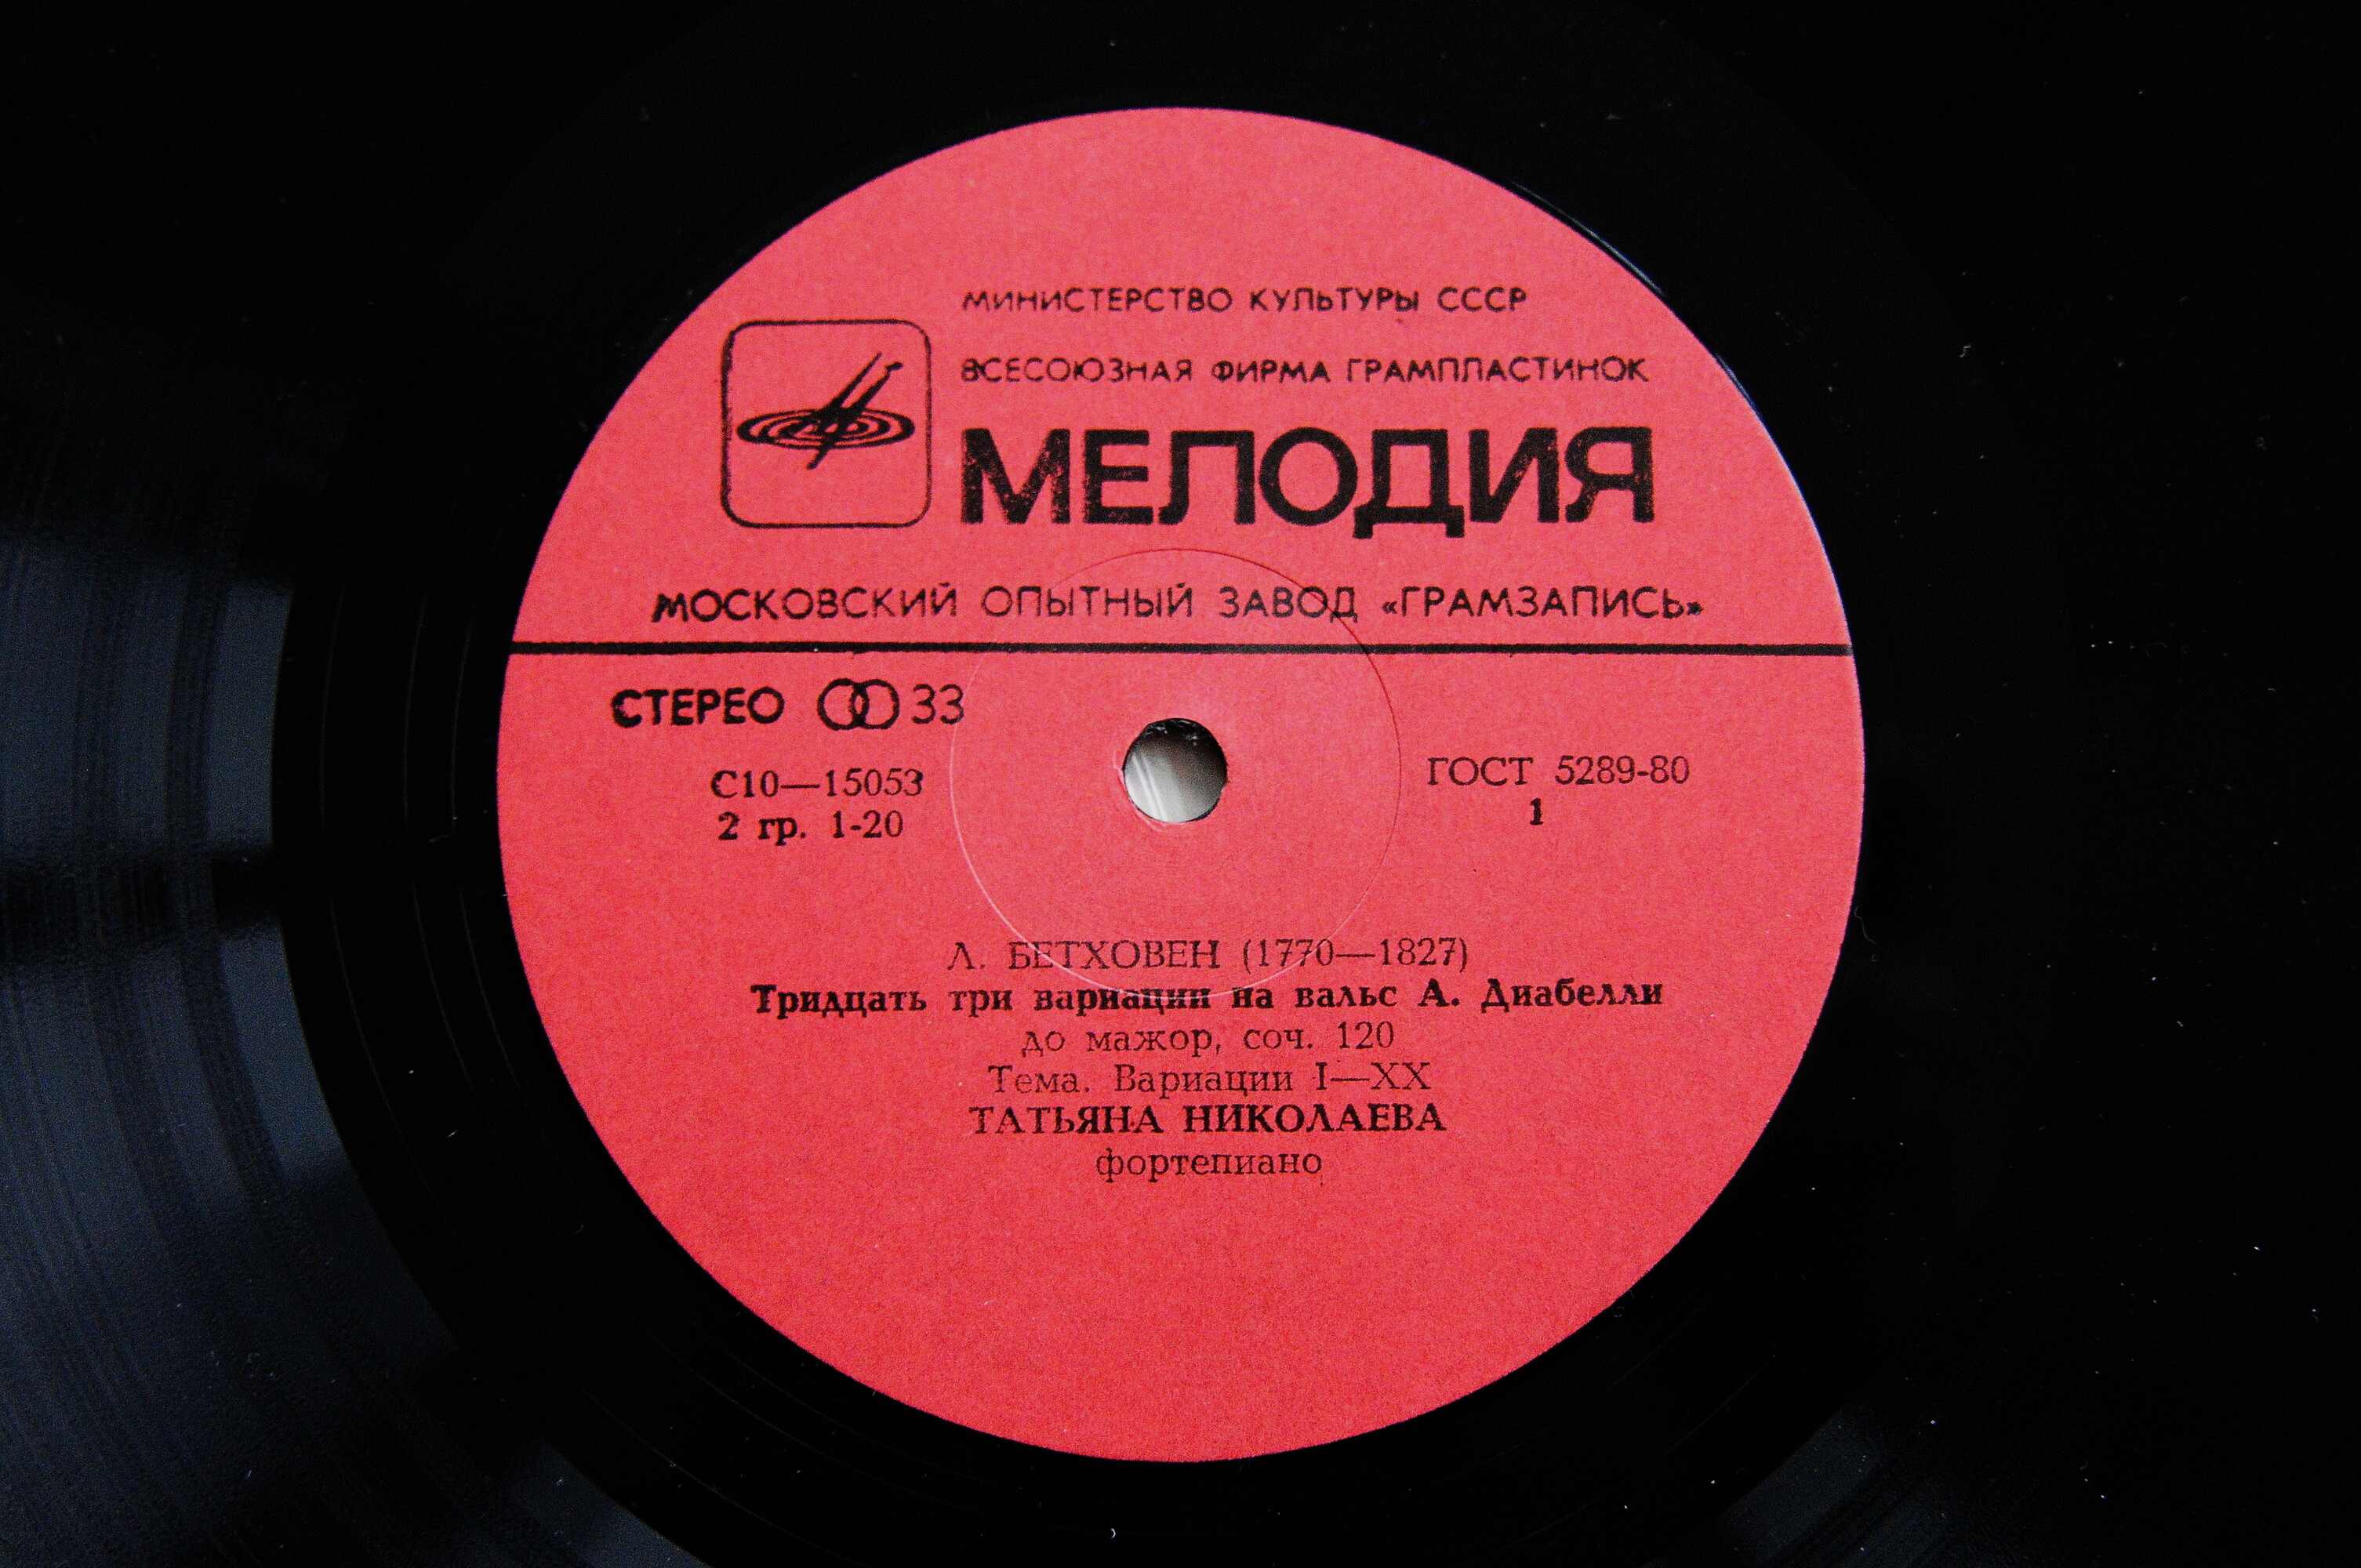 МИНИСТЕРСТВО КУЛЬТУРЫ СССР
ВСЕСОЮЗНАЯ ФИРМА ГРАМПЛАСТИНОК
МЕЛОДИЯ
МОСКОВСКИЙ ОПЫТНЫЙ ЗАВОД «ГРАМЗАПИСЬ»
СТЕРЕО 33
С10—15053
2 гр. 1-20
ГОСТ 5289-80
1
Л. БЕТХОВЕН (1770—1827)
Тридцать три вариации на вальс А. Диабелли
до мажор, соч. 120
Тема. Вариации I—XX
ТАТЬЯНА НИКОЛАЕВА
фортепиано